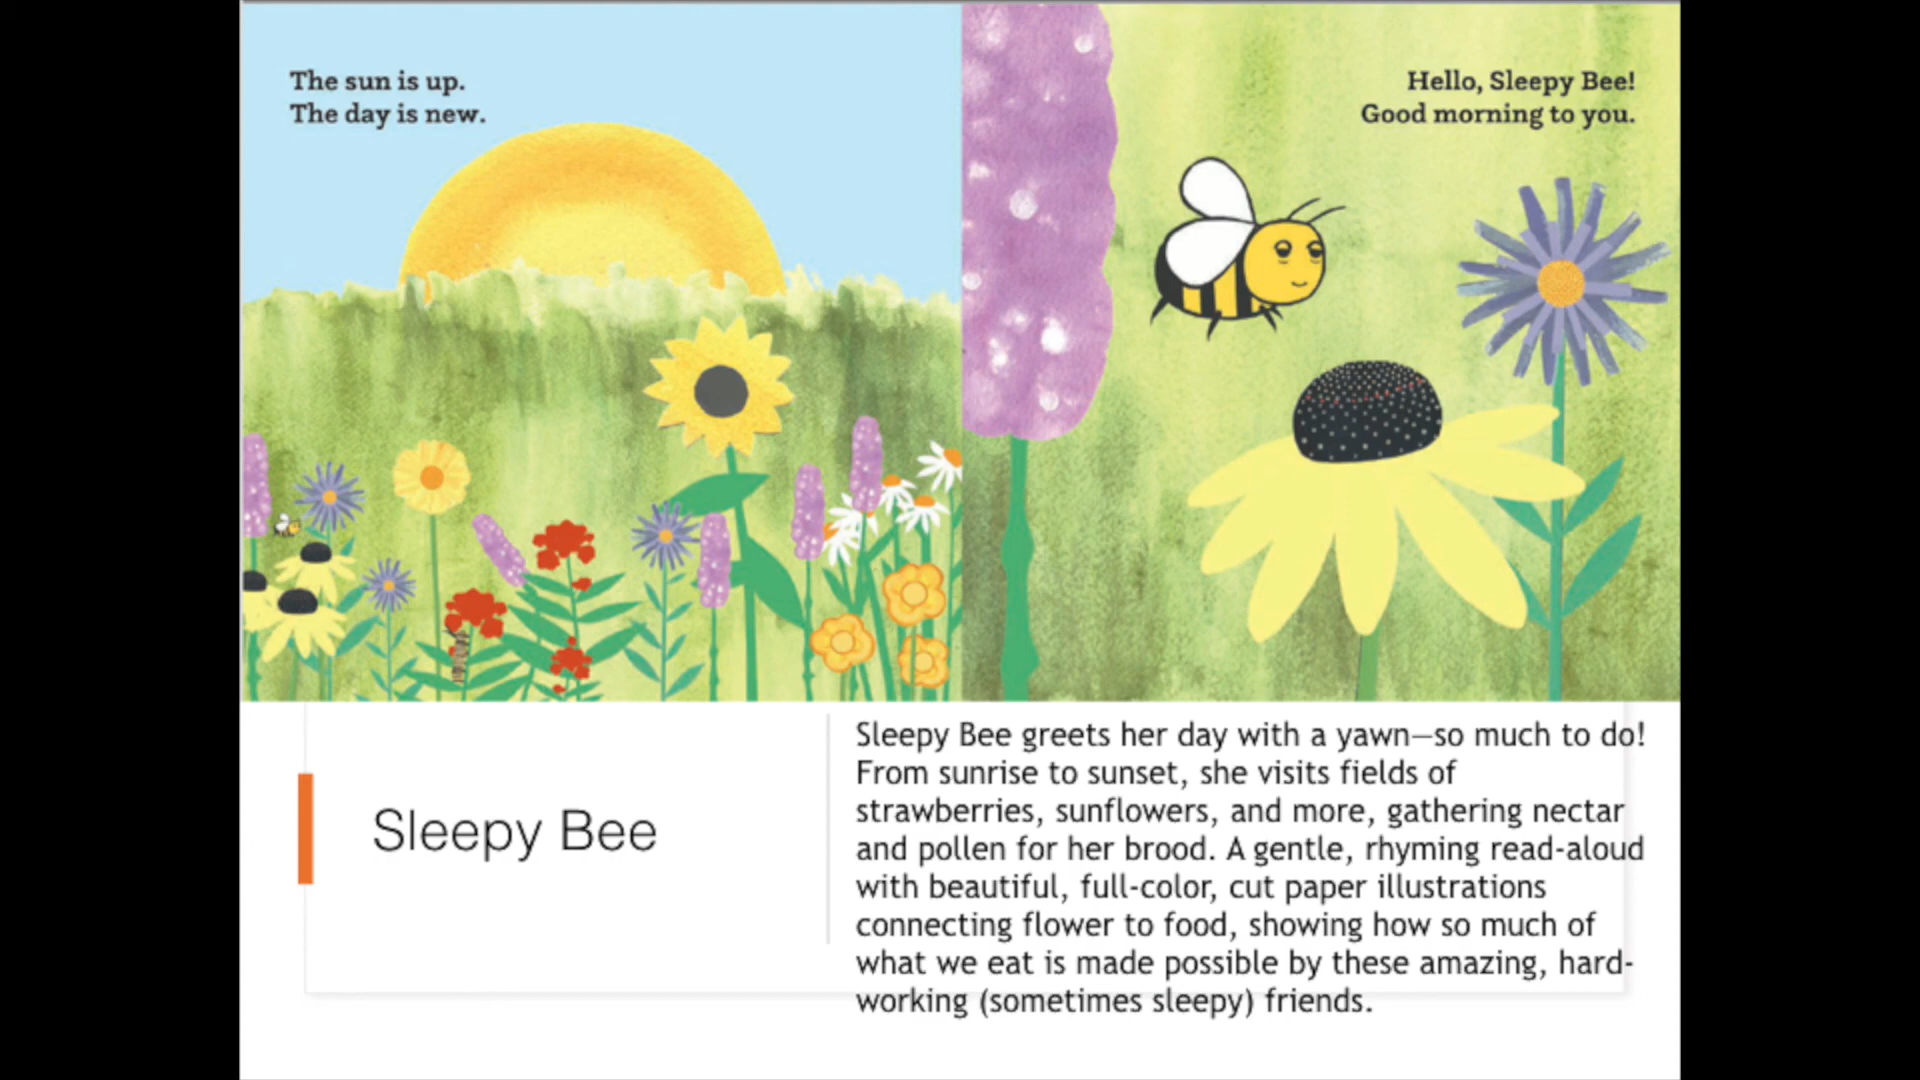 The sun is up.
The day is new.
Hello, Sleepy Bee!
Good morning to you.
Sleepy Bee
Sleepy Bee greets her day with a yawn—so much to do!
From sunrise to sunset, she visits fields of
strawberries, sunflowers, and more, gathering nectar
and pollen for her brood. A gentle, rhyming read-aloud
with beautiful, full-color, cut paper illustrations
connecting flower to food, showing how so much of
what we eat is made possible by these amazing, hard-
working (sometimes sleepy) friends.